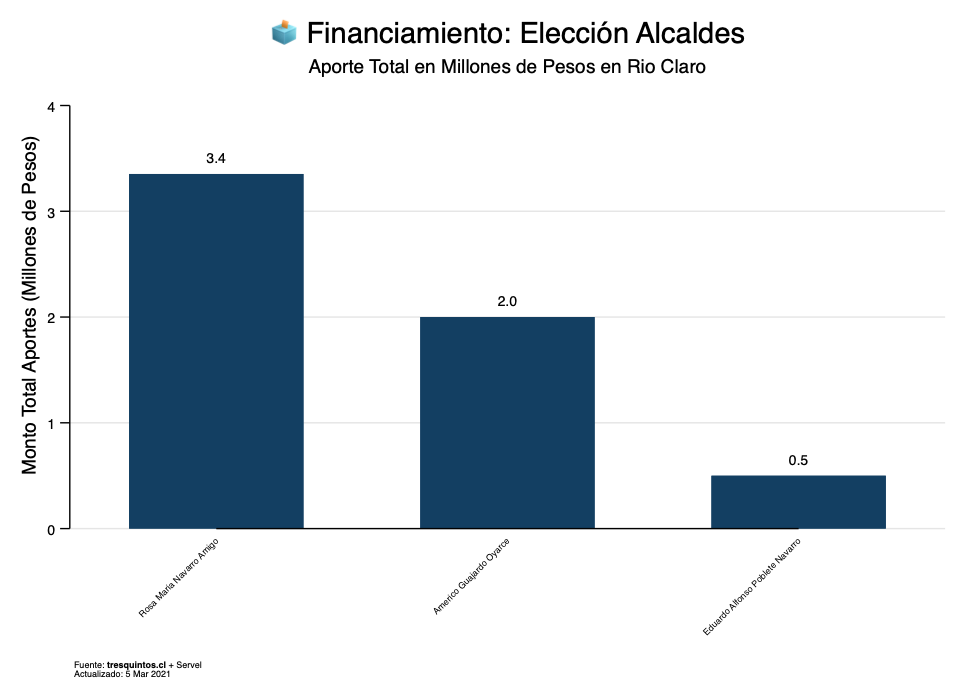 🗳️ Financiamiento: Elección Alcaldes
Aporte Total en Millones de Pesos en Rio Claro
Monto Total Aportes (Millones de Pesos)
4
3
2
1
0
3.4
2.0
0.5
Rosa Maria Navarro Amigo
Americo Guajardo Oyarce
Eduardo Alfonso Poblete Navarro
Fuente: tresquintos.cl + Servel
Actualizado: 5 Mar 2021